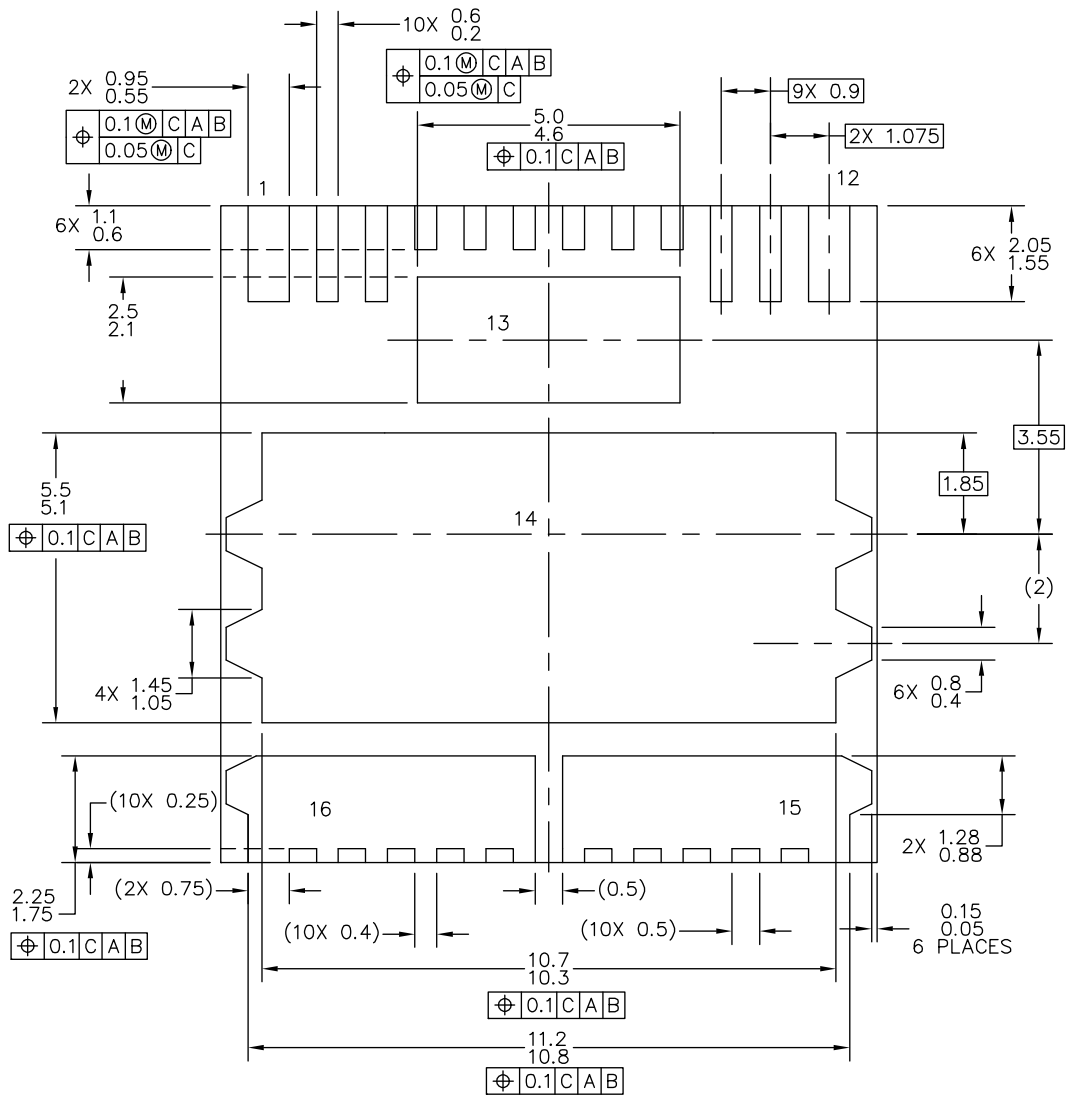 10X 0.6
0.2
⌖ 0.1 Ⓜ C A B
0.05 Ⓜ C
2X 0.95
0.55
⌖ 0.1 Ⓜ C A B
0.05 Ⓜ C
5.0
4.6
⌖ 0.1 C A B
9X 0.9
2X 1.075
1
12
6X 1.1
0.6
6X 2.05
1.55
2.5
2.1
13
3.55
1.85
5.5
5.1
⌖ 0.1 C A B
14
(2)
4X 1.45
1.05
6X 0.8
0.4
(10X 0.25)
16
15
2X 1.28
0.88
2.25
1.75
⌖ 0.1 C A B
(2X 0.75)
(0.5)
(10X 0.4)
(10X 0.5)
0.15
0.05
6 PLACES
10.7
10.3
⌖ 0.1 C A B
11.2
10.8
⌖ 0.1 C A B